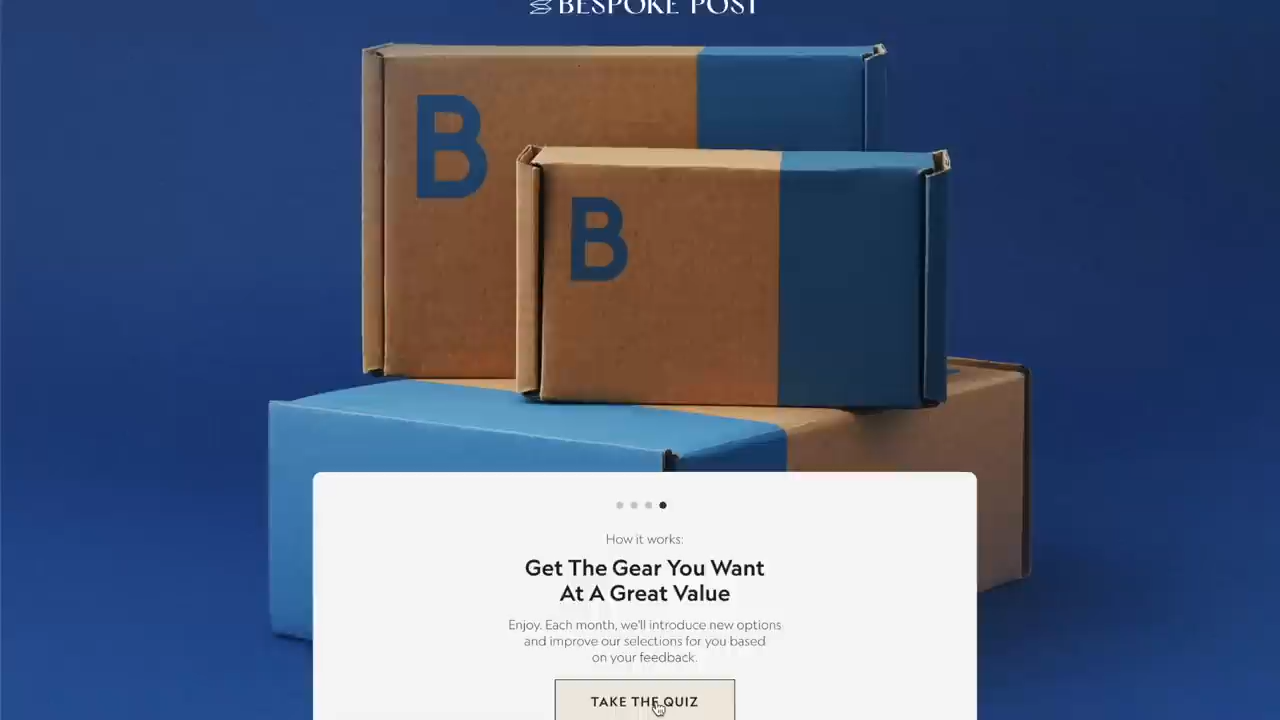 BESPOKE POST
B
B
How it works:
Get The Gear You Want
At A Great Value
Enjoy. Each month, we'll introduce new options
and improve our selections for you based
on your feedback.
TAKE THE QUIZ